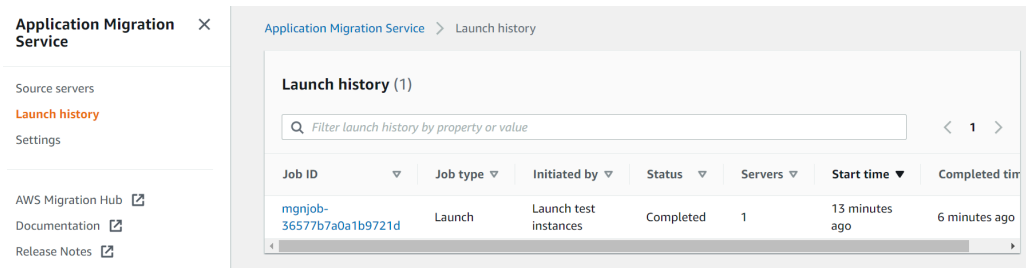 Application Migration
Service
Source servers
Launch history
Settings
AWS Migration Hub
Documentation
Release Notes
Application Migration Service > Launch history
Launch history (1)
Filter launch history by property or value
1
Job ID Job type Initiated by Status Servers Start time Completed tim
mgnjob-
36577b7a0a1b9721d
Launch
Launch test
instances
Completed
1
13 minutes
ago
6 minutes ago